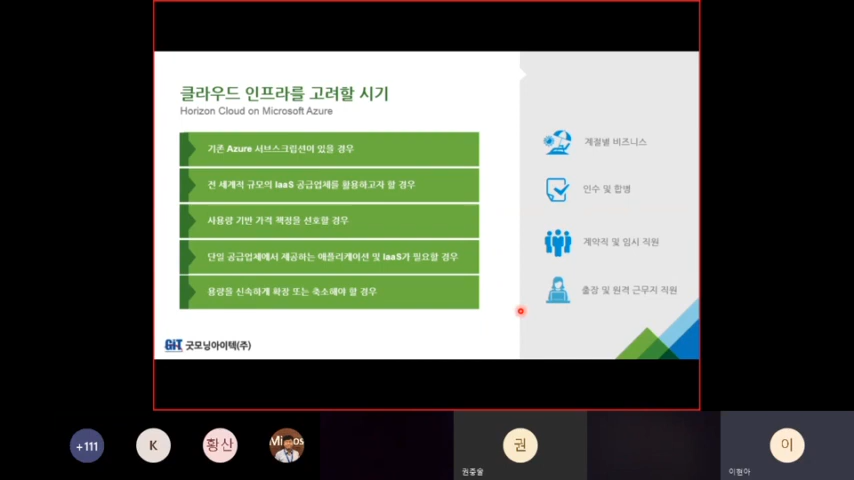 클라우드 인프라를 고려할 시기
Horizon Cloud on Microsoft Azure
기존 Azure 서브스크립션이 있을 경우
전 세계적 규모의 IaaS 공급업체를 활용하고자 할 경우
사용량 기반 가격 책정을 선호할 경우
단일 공급업체에서 제공하는 애플리케이션 및 IaaS가 필요할 경우
용량을 신속하게 확장 또는 축소해야 할 경우
계절별 비즈니스
인수 및 합병
계약직 및 임시 직원
출장 및 원격 근무지 직원
GIT 굿모닝아이텍(주)
+111
K
황산
권
권중술
이
이현아